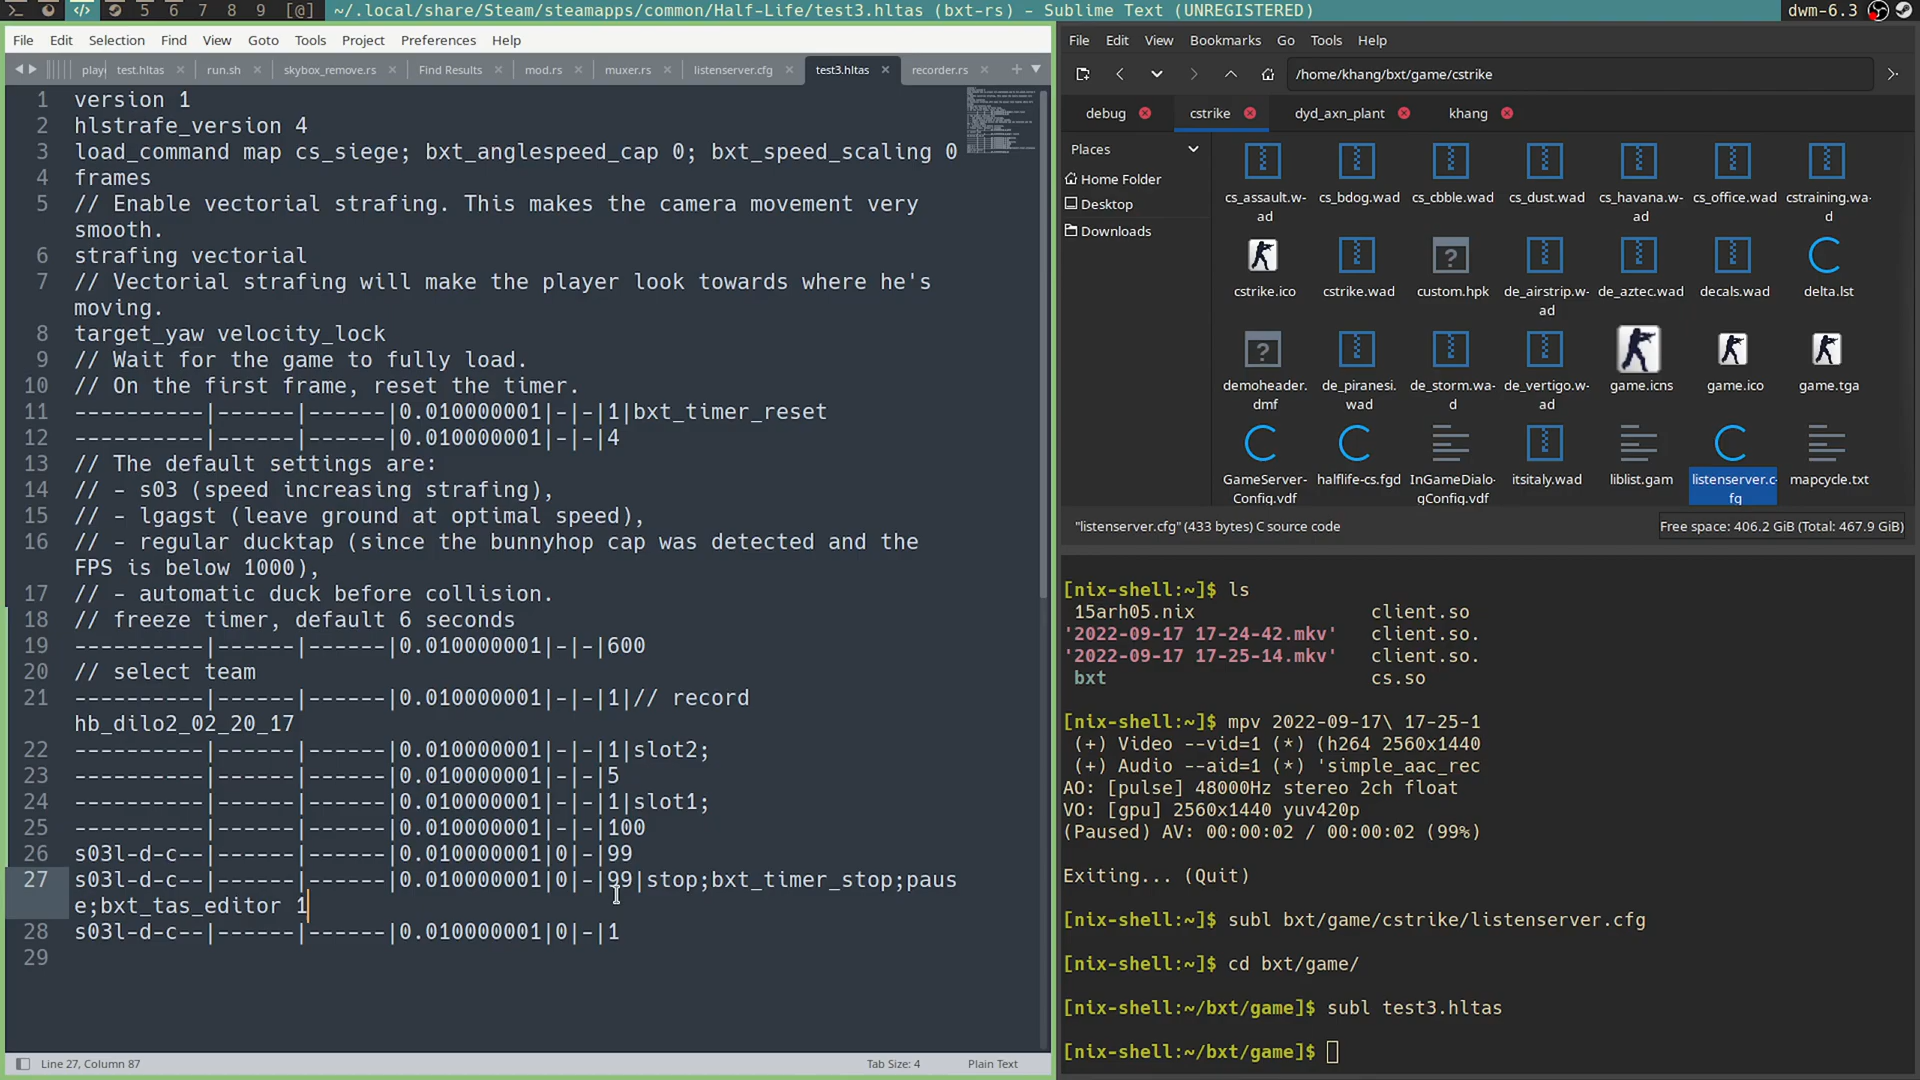 5 6 7 8 9 [@] ~/.local/share/Steam/steamapps/common/Half-Life/test3.hltas (bxt-rs) - Sublime Text (UNREGISTERED) dwm-6.3
File Edit Selection Find View Goto Tools Project Preferences Help
test.hltas run.sh skybox_remove.rs Find Results mod.rs muxer.rs listenserver.cfg test3.hltas recorder.rs
1 version 1
2 hlstrafe_version 4
3 load_command map cs_siege; bxt_anglespeed_cap 0; bxt_speed_scaling 0
4 frames
5 // Enable vectorial strafing. This makes the camera movement very
smooth.
6 strafing vectorial
7 // Vectorial strafing will make the player look towards where he's
moving.
8 target_yaw velocity_lock
9 // Wait for the game to fully load.
10 // On the first frame, reset the timer.
11 ----------|------|------|0.010000001|-|-|1|bxt_timer_reset
12 ----------|------|------|0.010000001|-|-|4
13 // The default settings are:
14 // - s03 (speed increasing strafing),
15 // - lgagst (leave ground at optimal speed),
16 // - regular ducktap (since the bunnyhop cap was detected and the
FPS is below 1000),
17 // - automatic duck before collision.
18 // freeze timer, default 6 seconds
19 ----------|------|------|0.010000001|-|-|600
20 // select team
21 ----------|------|------|0.010000001|-|-|1|// record
hb_dilo2_02_20_17
22 ----------|------|------|0.010000001|-|-|1|slot2;
23 ----------|------|------|0.010000001|-|-|5
24 ----------|------|------|0.010000001|-|-|1|slot1;
25 ----------|------|------|0.010000001|-|-|100
26 s03l-d-c--|------|------|0.010000001|0|-|99
27 s03l-d-c--|------|------|0.010000001|0|-|99|stop;bxt_timer_stop;paus
e;bxt_tas_editor 1
28 s03l-d-c--|------|------|0.010000001|0|-|1
29
Line 27, Column 87 Tab Size: 4 Plain Text
File Edit View Bookmarks Go Tools Help
/home/khang/bxt/game/cstrike
debug cstrike dyd_axn_plant khang
Places
Home Folder
Desktop
Downloads
cs_assault.w-
ad
cs_bdog.wad
cs_cbble.wad
cs_dust.wad
cs_havana.w-
ad
cs_office.wad
cstraining.wa-
d
cstrike.ico
cstrike.wad
custom.hpk
de_airstrip.w-
ad
de_aztec.wad
decals.wad
delta.lst
demoheader.
dmf
de_piranesi.
wad
de_storm.wa-
d
de_vertigo.w-
ad
game.icns
game.ico
game.tga
GameServer-
Config.vdf
halflife-cs.fgd
InGameDialo-
gConfig.vdf
itsitaly.wad
liblist.gam
listenserver.c-
fg
mapcycle.txt
"listenserver.cfg" (433 bytes) C source code Free space: 406.2 GiB (Total: 467.9 GiB)
[nix-shell:~]$ ls
15arh05.nix client.so
'2022-09-17 17-24-42.mkv' client.so.
'2022-09-17 17-25-14.mkv' client.so.
bxt cs.so
[nix-shell:~]$ mpv 2022-09-17\ 17-25-1
(+) Video --vid=1 (*) (h264 2560x1440
(+) Audio --aid=1 (*) 'simple_aac_rec
AO: [pulse] 48000Hz stereo 2ch float
VO: [gpu] 2560x1440 yuv420p
(Paused) AV: 00:00:02 / 00:00:02 (99%)
Exiting... (Quit)
[nix-shell:~]$ subl bxt/game/cstrike/listenserver.cfg
[nix-shell:~]$ cd bxt/game/
[nix-shell:~/bxt/game]$ subl test3.hltas
[nix-shell:~/bxt/game]$